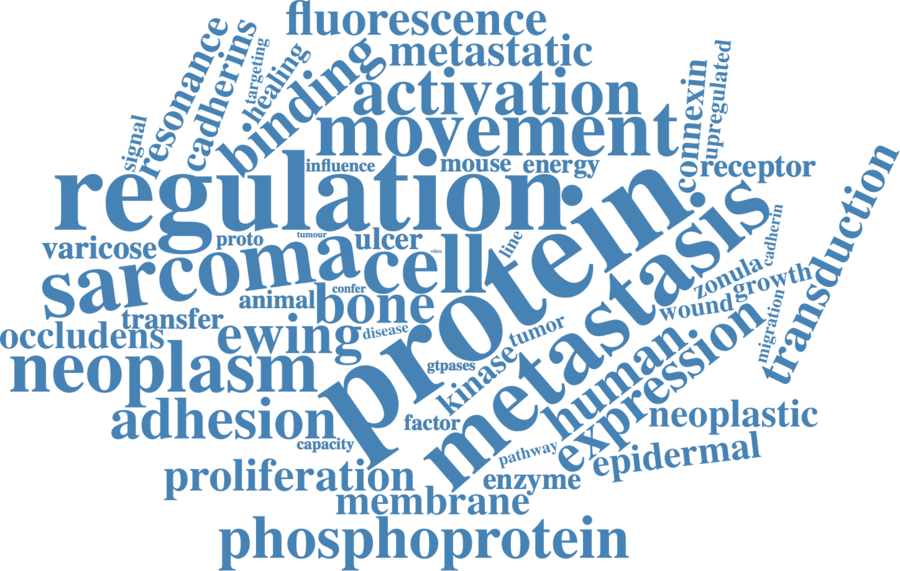 fluorescence
metastatic
resonance
cadherins
targeting
healing
binding
activation
movement
connexin
upregulated
signal
influence
mouse
energy
receptor
regulation
protein
metastasis
transduction
varicose
proto
tumour
ulcer
line
cadherin
sarcoma
cell
zonula
growth
confer
animal
bone
wound
migration
transfer
disease
occludens
ewing
tumor
human
expression
neoplasm
gtpases
kinase
adhesion
factor
neoplastic
capacity
pathway
epidermal
proliferation
enzyme
membrane
phosphoprotein